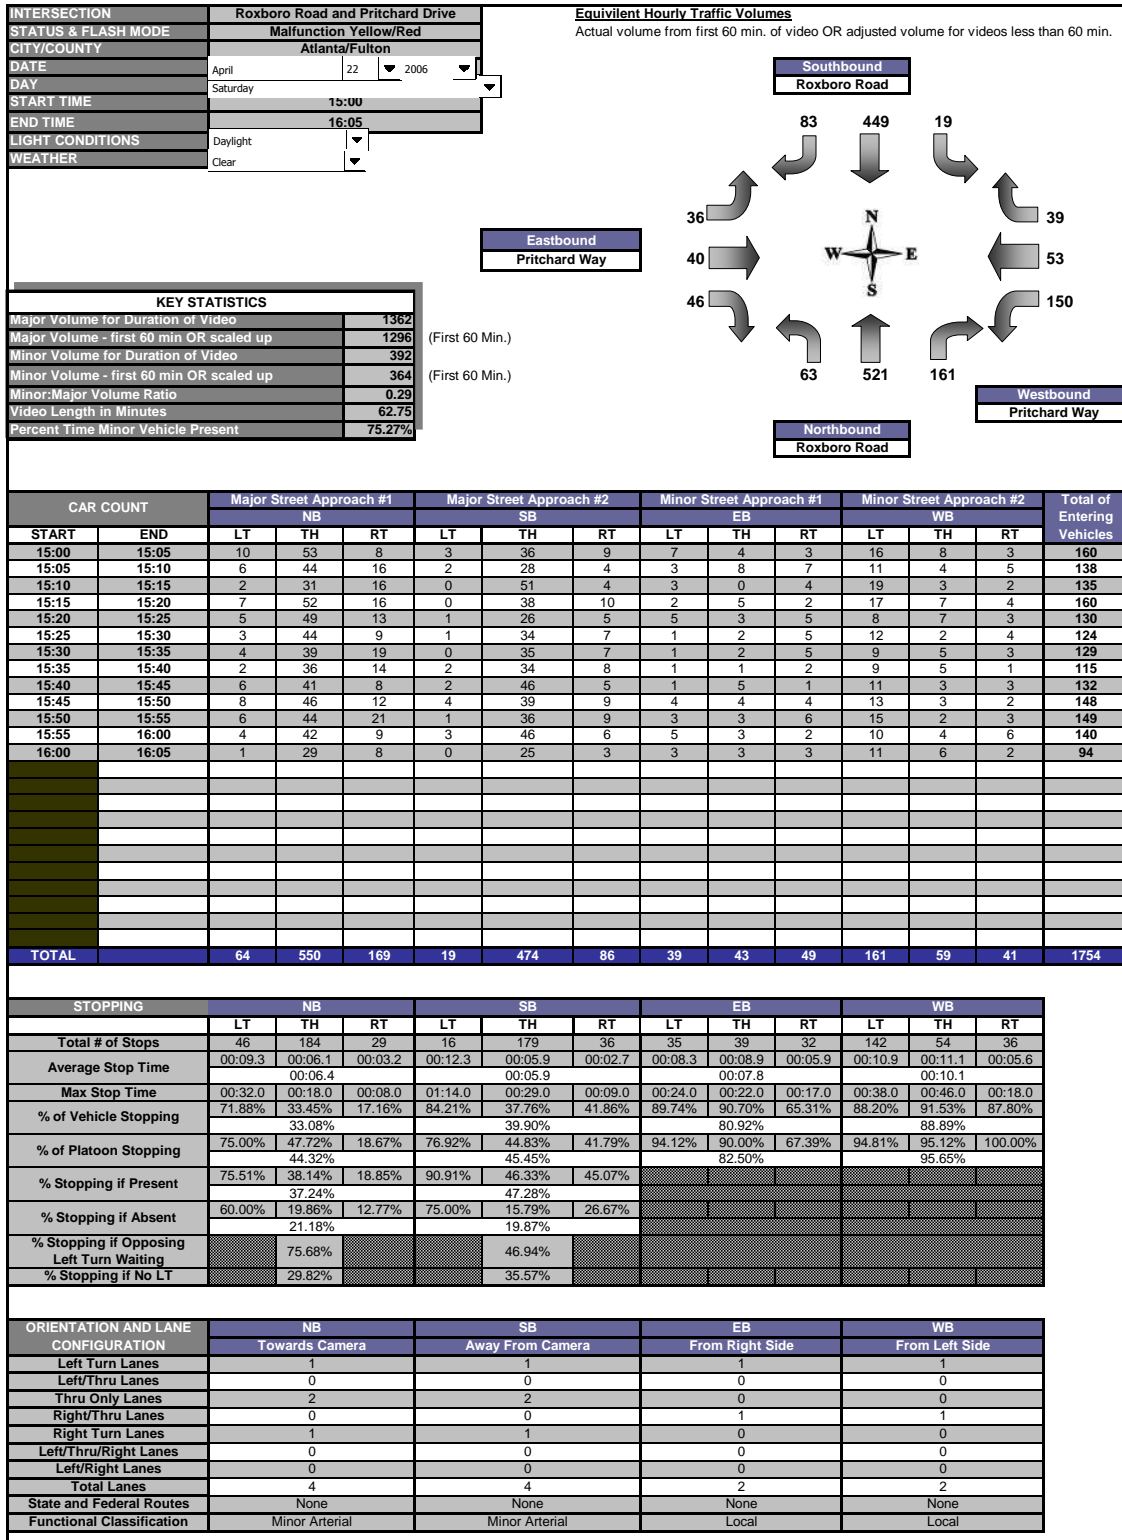 INTERSECTION Roxboro Road and Pritchard Drive Equivilent Hourly Traffic Volumes
STATUS & FLASH MODE Malfunction Yellow/Red Actual volume from first 60 min. of video OR adjusted volume for videos less than 60 min.
CITY/COUNTY Atlanta/Fulton
DATE April 22 2006
DAY Saturday
START TIME 15:00
END TIME 16:05
LIGHT CONDITIONS Daylight
WEATHER Clear
Southbound
Roxboro Road
83 449 19
36 N 39
Eastbound
Pritchard Way
40 W E 53
46 S 150
63 521 161
Westbound
Pritchard Way
Northbound
Roxboro Road
KEY STATISTICS
Major Volume for Duration of Video 1362
Major Volume - first 60 min OR scaled up 1296 (First 60 Min.)
Minor Volume for Duration of Video 392
Minor Volume - first 60 min OR scaled up 364 (First 60 Min.)
Minor:Major Volume Ratio 0.29
Video Length in Minutes 62.75
Percent Time Minor Vehicle Present 75.27%
CAR COUNT Major Street Approach #1 Major Street Approach #2 Minor Street Approach #1 Minor Street Approach #2 Total of
NB SB EB WB Entering
START END LT TH RT LT TH RT LT TH RT LT TH RT Vehicles
15:00 15:05 10 53 8 3 36 9 7 4 3 16 8 3 160
15:05 15:10 6 44 16 2 28 4 3 8 7 11 4 5 138
15:10 15:15 2 31 16 0 51 4 3 0 4 19 3 2 135
15:15 15:20 7 52 16 0 38 10 2 5 2 17 7 4 160
15:20 15:25 5 49 13 1 26 5 5 3 5 8 7 3 130
15:25 15:30 3 44 9 1 34 7 1 2 5 12 2 4 124
15:30 15:35 4 39 19 0 35 7 1 2 5 9 5 3 129
15:35 15:40 2 36 14 2 34 8 1 1 2 9 5 1 115
15:40 15:45 6 41 8 2 46 5 1 5 1 11 3 3 132
15:45 15:50 8 46 12 4 39 9 4 4 4 13 3 2 148
15:50 15:55 6 44 21 1 36 9 3 3 6 15 2 3 149
15:55 16:00 4 42 9 3 46 6 5 3 2 10 4 6 140
16:00 16:05 1 29 8 0 25 3 3 3 3 11 6 2 94
TOTAL 64 550 169 19 474 86 39 43 49 161 59 41 1754
STOPPING NB SB EB WB
LT TH RT LT TH RT LT TH RT LT TH RT
Total # of Stops 46 184 29 16 179 36 35 39 32 142 54 36
Average Stop Time 00:09.3 00:06.1 00:03.2 00:12.3 00:05.9 00:02.7 00:08.3 00:08.9 00:05.9 00:10.9 00:11.1 00:05.6
00:06.4 00:05.9 00:07.8 00:10.1
Max Stop Time 00:32.0 00:18.0 00:08.0 01:14.0 00:29.0 00:09.0 00:24.0 00:22.0 00:17.0 00:38.0 00:46.0 00:18.0
% of Vehicle Stopping 71.88% 33.45% 17.16% 84.21% 37.76% 41.86% 89.74% 90.70% 65.31% 88.20% 91.53% 87.80%
33.08% 39.90% 80.92% 88.89%
% of Platoon Stopping 75.00% 47.72% 18.67% 76.92% 44.83% 41.79% 94.12% 90.00% 67.39% 94.81% 95.12% 100.00%
44.32% 45.45% 82.50% 95.65%
% Stopping if Present 75.51% 38.14% 18.85% 90.91% 46.33% 45.07%
37.24% 47.28%
% Stopping if Absent 60.00% 19.86% 12.77% 75.00% 15.79% 26.67%
21.18% 19.87%
% Stopping if Opposing
Left Turn Waiting 75.68% 46.94%
% Stopping if No LT 29.82% 35.57%
ORIENTATION AND LANE NB SB EB WB
CONFIGURATION Towards Camera Away From Camera From Right Side From Left Side
Left Turn Lanes 1 1 1 1
Left/Thru Lanes 0 0 0 0
Thru Only Lanes 2 2 0 0
Right/Thru Lanes 0 0 1 1
Right Turn Lanes 1 1 0 0
Left/Thru/Right Lanes 0 0 0 0
Left/Right Lanes 0 0 0 0
Total Lanes 4 4 2 2
State and Federal Routes None None None None
Functional Classification Minor Arterial Minor Arterial Local Local